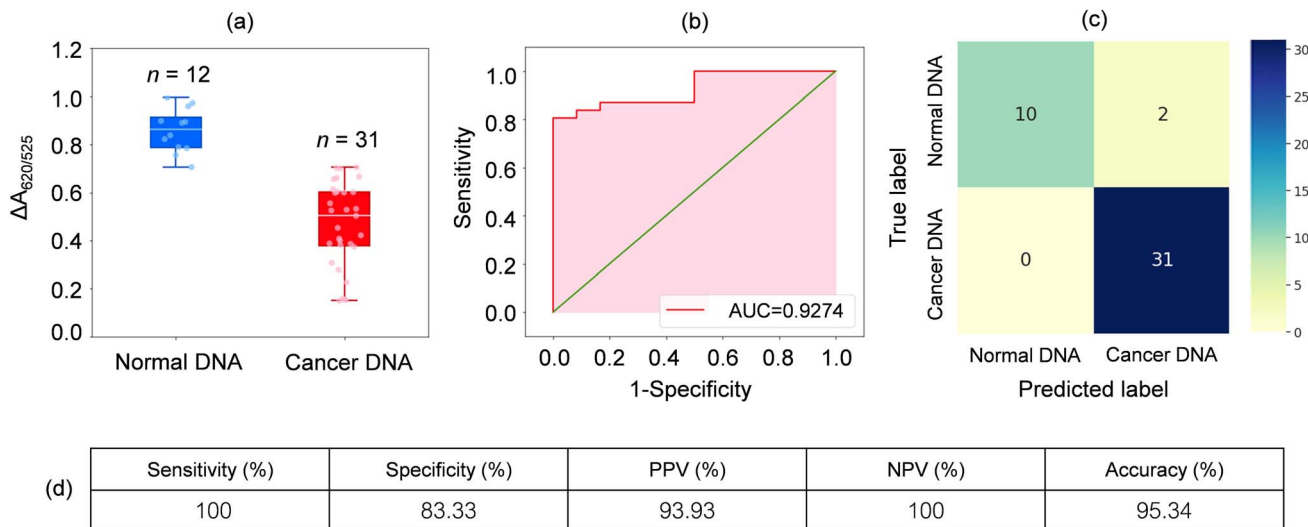 (a)
1.2
1.0
0.8
0.6
0.4
0.2
0.0
ΔA620/525
n = 12
n = 31
Normal DNA
Cancer DNA
(b)
1.0
0.8
0.6
0.4
0.2
0.0
Sensitivity
AUC=0.9274
0.0 0.2 0.4 0.6 0.8 1.0
1-Specificity
(c)
True label
Normal DNA
Cancer DNA
10 2
0 31
Normal DNA Cancer DNA
Predicted label
30
25
20
15
10
5
0
(d)
Sensitivity (%) Specificity (%) PPV (%) NPV (%) Accuracy (%)
100 83.33 93.93 100 95.34